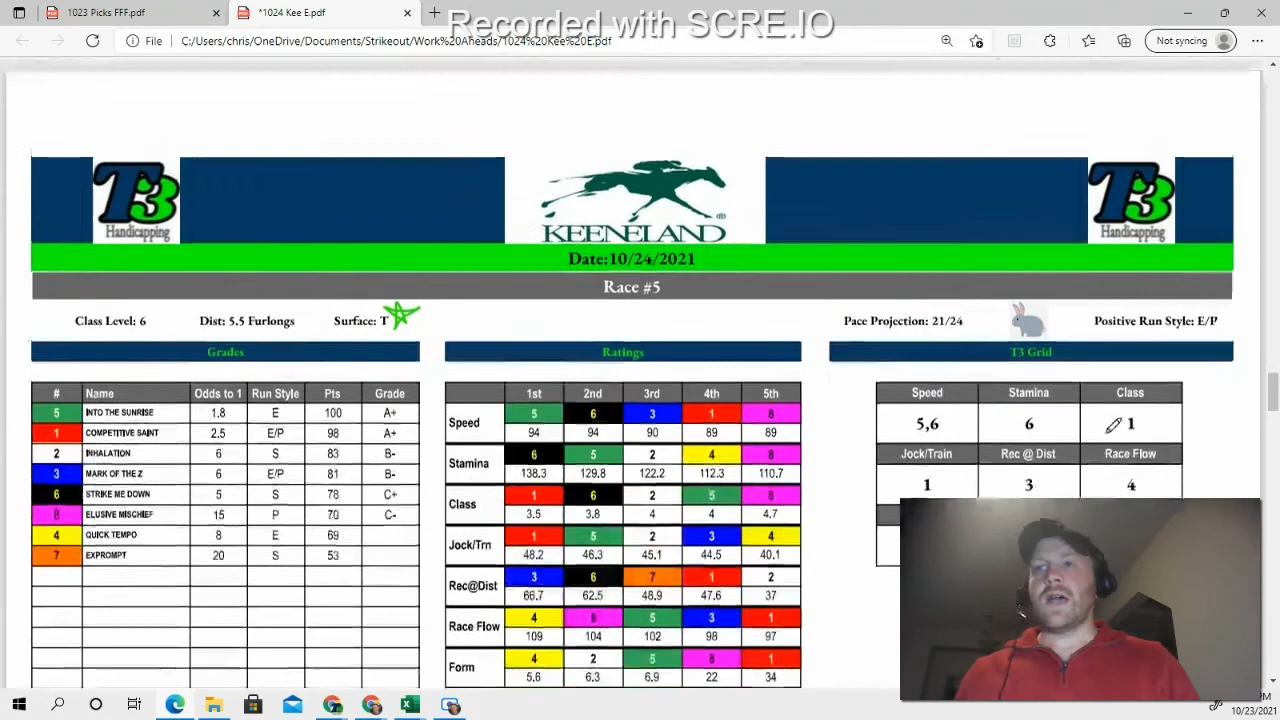 1023 Picks FFF.pdf
*1024 Kee E.pdf
Recorded with SCRE.IO
File C:/Users/chris/OneDrive/Documents/Strikeout/Work%20Aheads/1024%20Kee%20E.pdf
Not syncing
T3 Handicapping
KEENELAND
T3 Handicapping
Date:10/24/2021
Race #5
Class Level: 6 Dist: 5.5 Furlongs Surface: T Pace Projection: 21/24 Positive Run Style: E/P
Grades
# Name Odds to 1 Run Style Pts Grade
5 INTO THE SUNRISE 1.8 E 100 A+
1 COMPETITIVE SAINT 2.5 E/P 98 A+
2 INHALATION 6 S 83 B-
3 MARK OF THE Z 6 E/P 81 B-
6 STRIKE ME DOWN 5 S 78 C+
8 ELUSIVE MISCHIEF 15 P 70 C-
4 QUICK TEMPO 8 E 69
7 EXPROMPT 20 S 53
Ratings
1st 2nd 3rd 4th 5th
Speed 5 6 3 1 8
94 94 90 89 89
Stamina 6 5 2 4 8
138.3 129.8 122.2 112.3 110.7
Class 1 6 2 5 8
3.5 3.8 4 4 4.7
Jock/Trn 1 5 2 3 4
48.2 46.3 45.1 44.5 40.1
Rec@Dist 3 6 7 1 2
66.7 62.5 48.9 47.6 37
Race Flow 4 8 5 3 1
109 104 102 98 97
Form 4 2 5 8 1
5.6 6.3 6.9 22 34
T3 Grid
Speed Stamina Class
5,6 6 1
Jock/Train Rec @ Dist Race Flow
1 3 4
10/23/2021